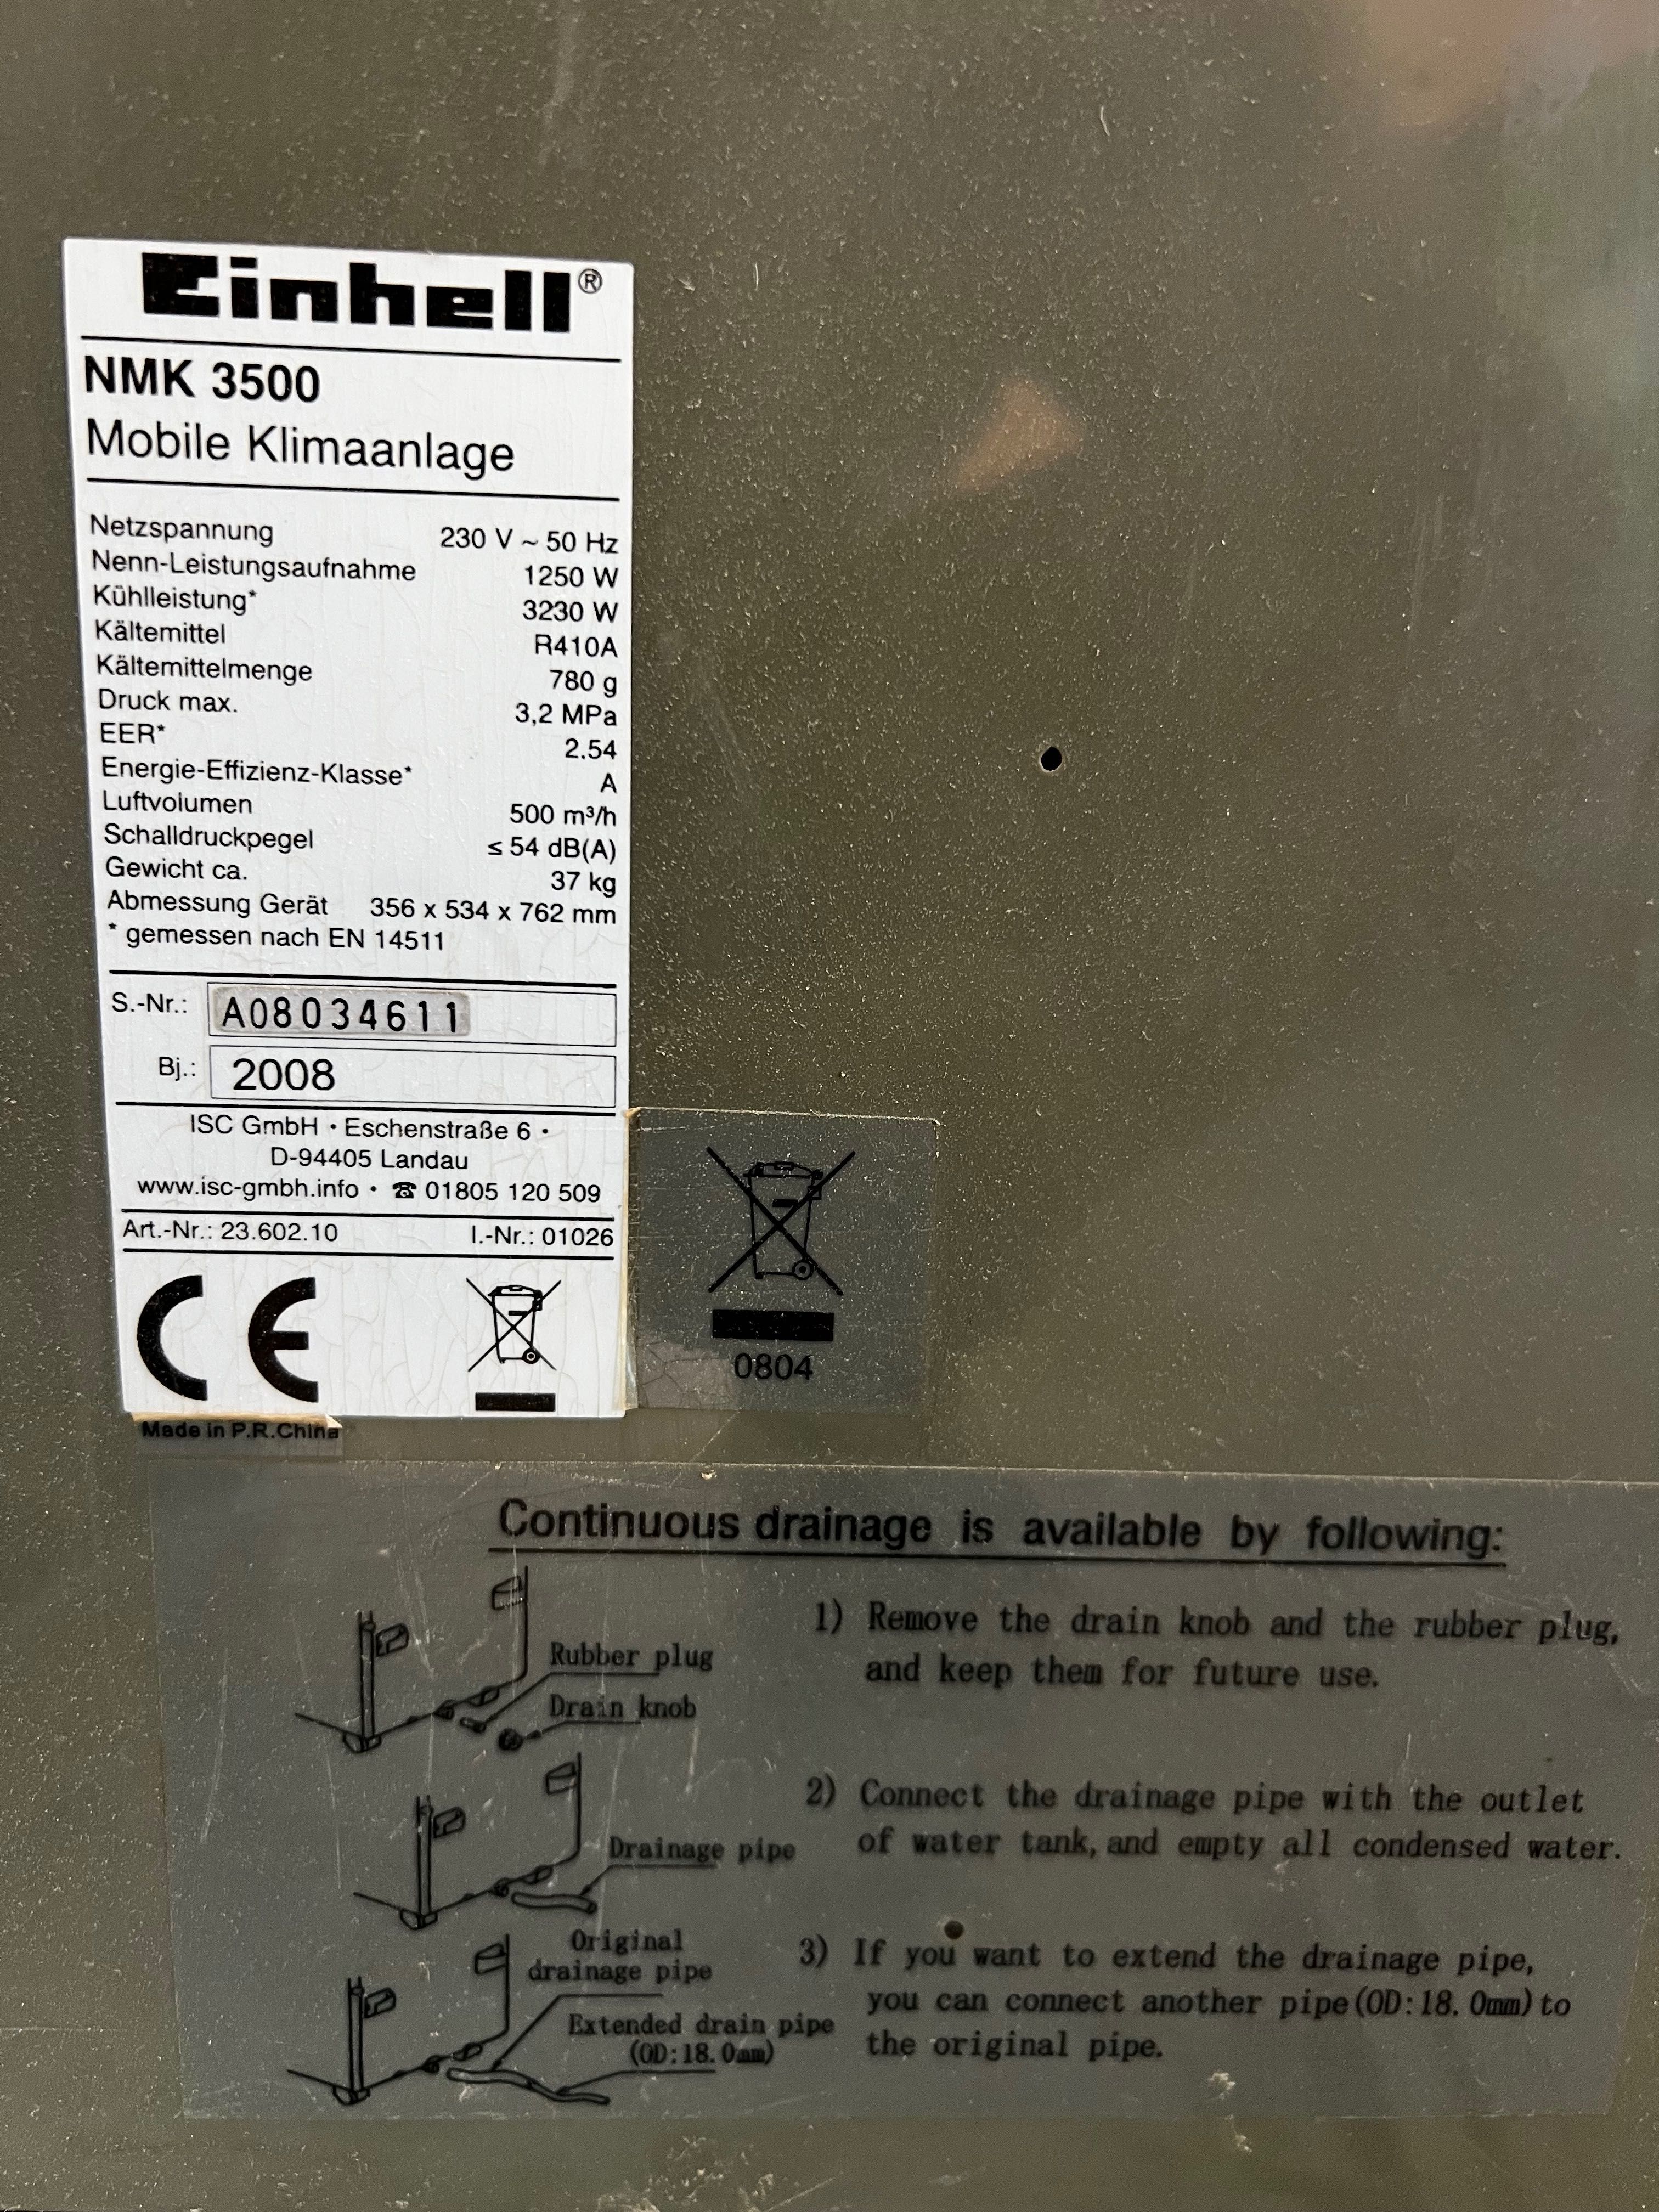 Einhell®
NMK 3500
Mobile Klimaanlage
Netzspannung 230 V ~ 50 Hz
Nenn-Leistungsaufnahme 1250 W
Kühlleistung* 3230 W
Kältemittel R410A
Kältemittelmenge 780 g
Druck max. 3,2 MPa
EER* 2.54
Energie-Effizienz-Klasse* A
Luftvolumen 500 m³/h
Schalldruckpegel ≤ 54 dB(A)
Gewicht ca. 37 kg
Abmessung Gerät 356 x 534 x 762 mm
* gemessen nach EN 14511
S.-Nr.: A08034611
Bj.: 2008
ISC GmbH • Eschenstraße 6 •
D-94405 Landau
www.isc-gmbh.info • ☎ 01805 120 509
Art.-Nr.: 23.602.10 I.-Nr.: 01026
CE
0804
Made in P.R.China
Continuous drainage is available by following:
Rubber plug
Drain knob
1) Remove the drain knob and the rubber plug,
and keep them for future use.
Drainage pipe
2) Connect the drainage pipe with the outlet
of water tank, and empty all condensed water.
Original
drainage pipe
Extended drain pipe
(OD:18.0mm)
3) If you want to extend the drainage pipe,
you can connect another pipe(OD:18.0mm)to
the original pipe.